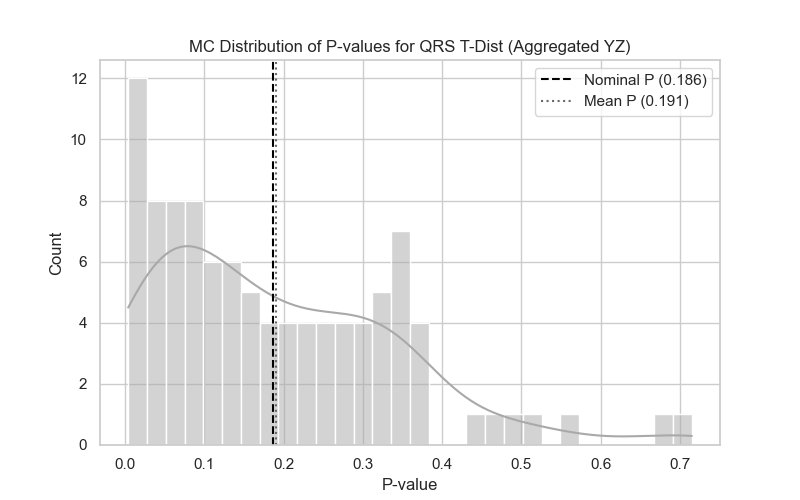 MC Distribution of P-values for QRS T-Dist (Aggregated YZ)
Nominal P (0.186)
Mean P (0.191)
Count
12
10
8
6
4
2
0
0.0 0.1 0.2 0.3 0.4 0.5 0.6 0.7
P-value